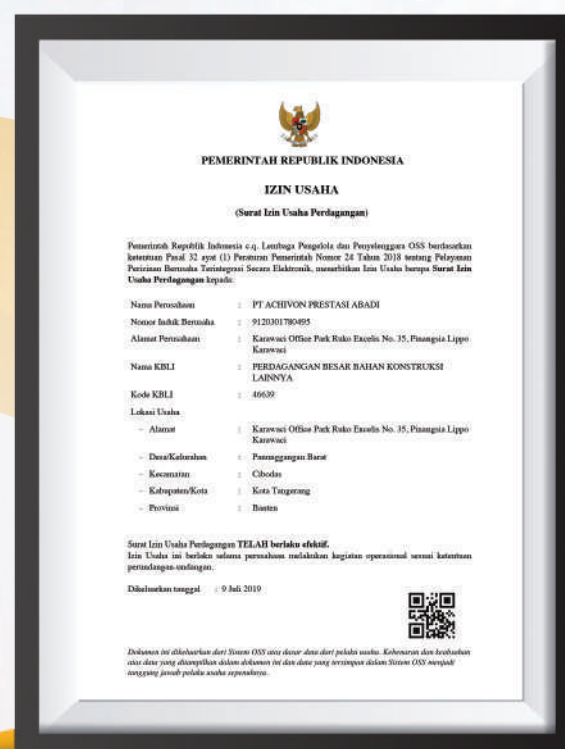 PEMERINTAH REPUBLIK INDONESIA
IZIN USAHA
(Surat Izin Usaha Perdagangan)
Pemerintah Republik Indonesia c.q. Lembaga Pengelola dan Penyelenggara OSS berdasarkan
ketentuan Pasal 32 ayat (1) Peraturan Pemerintah Nomor 24 Tahun 2018 tentang Pelayanan
Perizinan Berusaha Terintegrasi Secara Elektronik, menerbitkan Izin Usaha berupa Surat Izin
Usaha Perdagangan kepada:
Nama Perusahaan : PT ACHIVON PRESTASI ABADI
Nomor Induk Berusaha : 9120301780495
Alamat Perusahaan : Karawaci Office Park Ruko Excelis No. 35, Pinangsia Lippo
Karawaci
Nama KBLI : PERDAGANGAN BESAR BAHAN KONSTRUKSI
LAINNYA
Kode KBLI : 46639
Lokasi Usaha
- Alamat : Karawaci Office Park Ruko Excelis No. 35, Pinangsia Lippo
Karawaci
- Desa/Kelurahan : Panunggangan Barat
- Kecamatan : Cibodas
- Kabupaten/Kota : Kota Tangerang
- Provinsi : Banten
Surat Izin Usaha Perdagangan TELAH berlaku efektif.
Izin Usaha ini berlaku selama perusahaan melakukan kegiatan operasional sesuai ketentuan
perundangan-undangan.
Dikeluarkan tanggal : 9 Juli 2019
Dokumen ini dikeluarkan dari Sistem OSS atas dasar data dari pelaku usaha. Kebenaran dan keabsahan
atas data yang ditampilkan dalam dokumen ini dan data yang tersimpan dalam Sistem OSS menjadi
tanggung jawab pelaku usaha sepenuhnya.